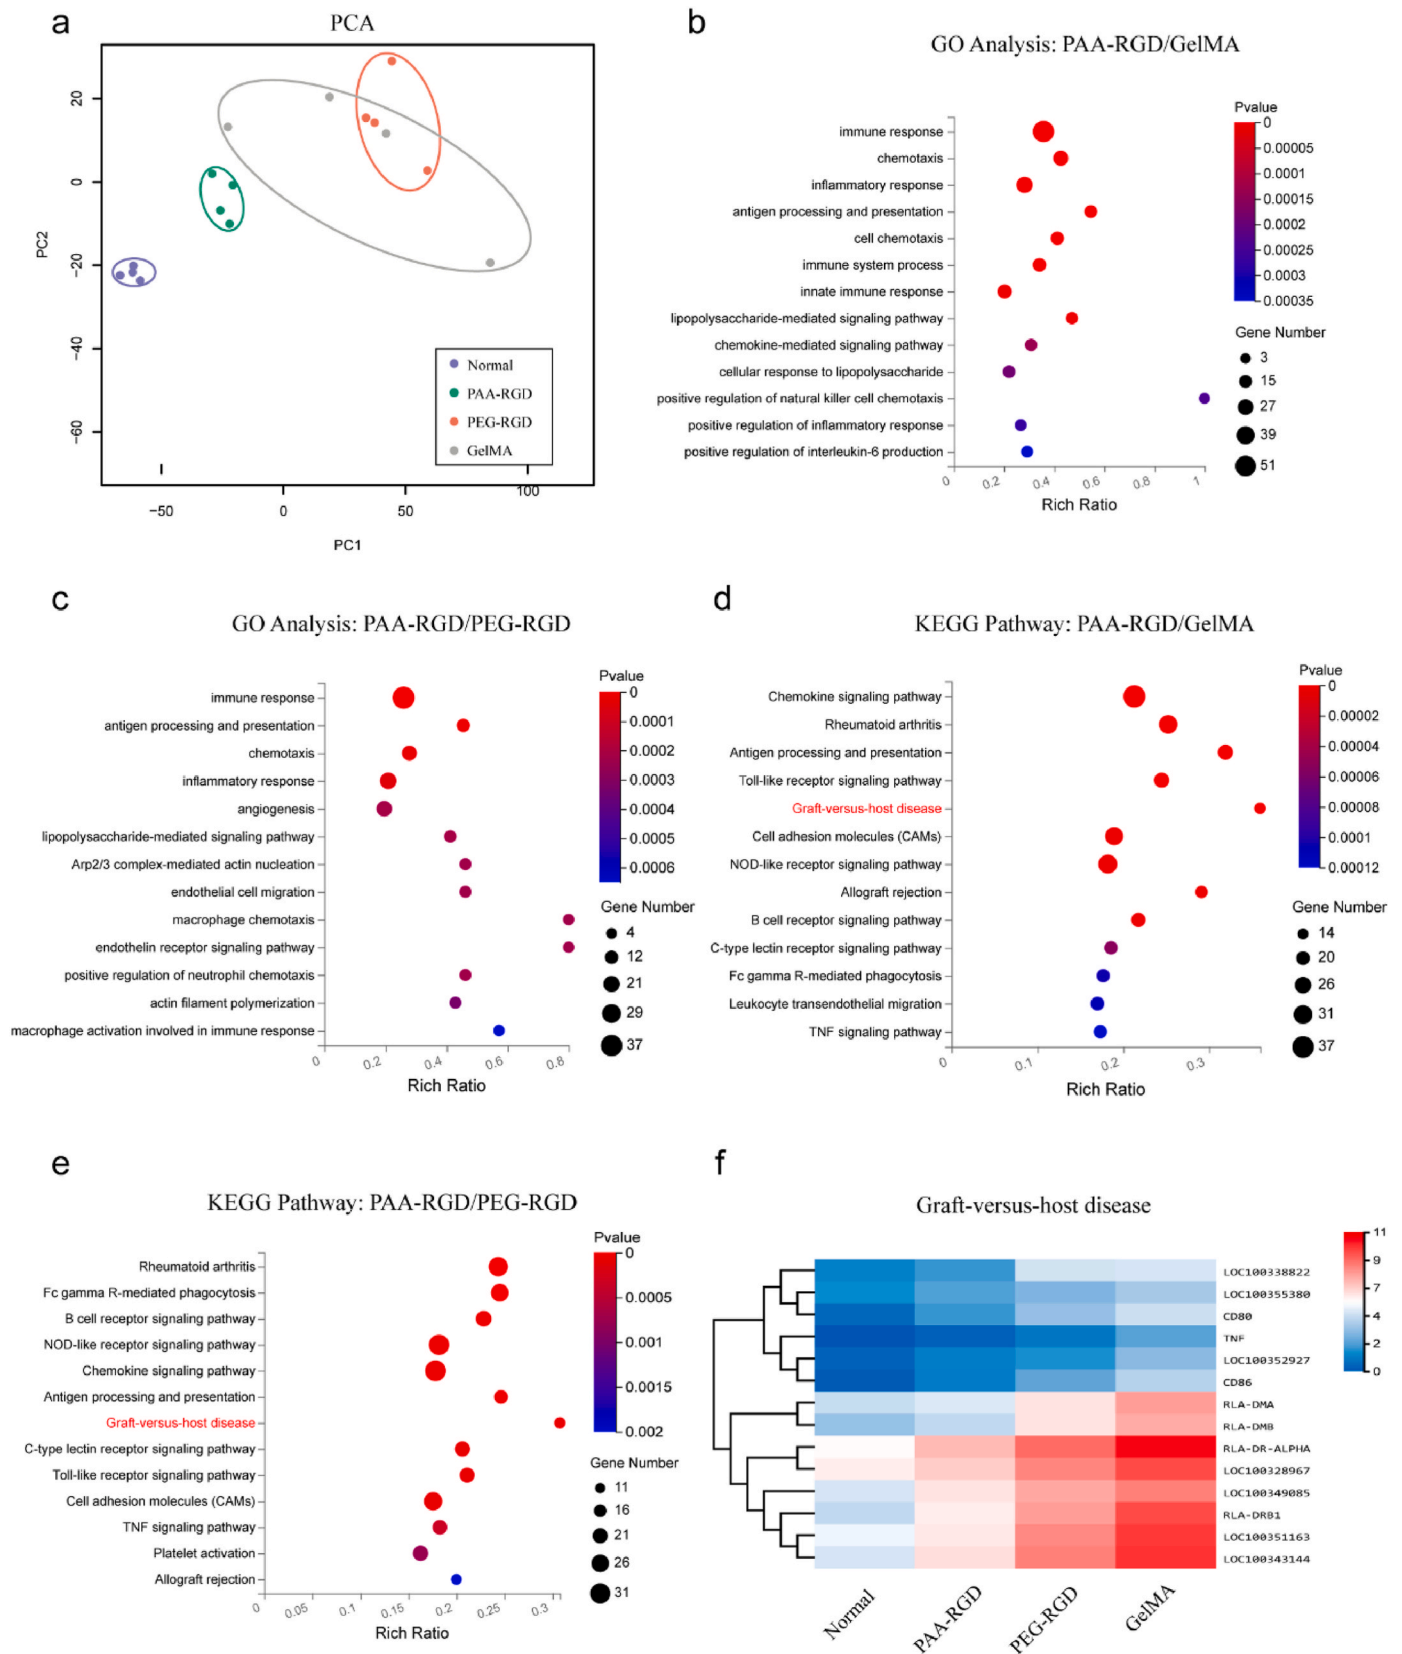 a
PCA
20
0
−20
−40
−60
PC2
Normal
PAA-RGD
PEG-RGD
GelMA
−50
0
50
100
PC1
b
GO Analysis: PAA-RGD/GelMA
immune response
chemotaxis
inflammatory response
antigen processing and presentation
cell chemotaxis
immune system process
innate immune response
lipopolysaccharide-mediated signaling pathway
chemokine-mediated signaling pathway
cellular response to lipopolysaccharide
positive regulation of natural killer cell chemotaxis
positive regulation of inflammatory response
positive regulation of interleukin-6 production
0
0.2
0.4
0.6
0.8
1
Rich Ratio
Pvalue
0
0.00005
0.0001
0.00015
0.0002
0.00025
0.0003
0.00035
Gene Number
3
15
27
39
51
c
GO Analysis: PAA-RGD/PEG-RGD
immune response
antigen processing and presentation
chemotaxis
inflammatory response
angiogenesis
lipopolysaccharide-mediated signaling pathway
Arp2/3 complex-mediated actin nucleation
endothelial cell migration
macrophage chemotaxis
endothelin receptor signaling pathway
positive regulation of neutrophil chemotaxis
actin filament polymerization
macrophage activation involved in immune response
0
0.2
0.4
0.6
0.8
Rich Ratio
Pvalue
0
0.0001
0.0002
0.0003
0.0004
0.0005
0.0006
Gene Number
4
12
21
29
37
d
KEGG Pathway: PAA-RGD/GelMA
Chemokine signaling pathway
Rheumatoid arthritis
Antigen processing and presentation
Toll-like receptor signaling pathway
Graft-versus-host disease
Cell adhesion molecules (CAMs)
NOD-like receptor signaling pathway
Allograft rejection
B cell receptor signaling pathway
C-type lectin receptor signaling pathway
Fc gamma R-mediated phagocytosis
Leukocyte transendothelial migration
TNF signaling pathway
0
0.1
0.2
0.3
Rich Ratio
Pvalue
0
0.00002
0.00004
0.00006
0.00008
0.0001
0.00012
Gene Number
14
20
26
31
37
e
KEGG Pathway: PAA-RGD/PEG-RGD
Rheumatoid arthritis
Fc gamma R-mediated phagocytosis
B cell receptor signaling pathway
NOD-like receptor signaling pathway
Chemokine signaling pathway
Antigen processing and presentation
Graft-versus-host disease
C-type lectin receptor signaling pathway
Toll-like receptor signaling pathway
Cell adhesion molecules (CAMs)
TNF signaling pathway
Platelet activation
Allograft rejection
0
0.05
0.1
0.15
0.2
0.25
0.3
Rich Ratio
Pvalue
0
0.0005
0.001
0.0015
0.002
Gene Number
11
16
21
26
31
f
Graft-versus-host disease
11
9
7
4
2
0
LOC100338822
LOC100355380
CD80
TNF
LOC100352927
CD86
RLA-DMA
RLA-DMB
RLA-DR-ALPHA
LOC100328967
LOC100349085
RLA-DRB1
LOC100351163
LOC100343144
Normal
PAA-RGD
PEG-RGD
GelMA